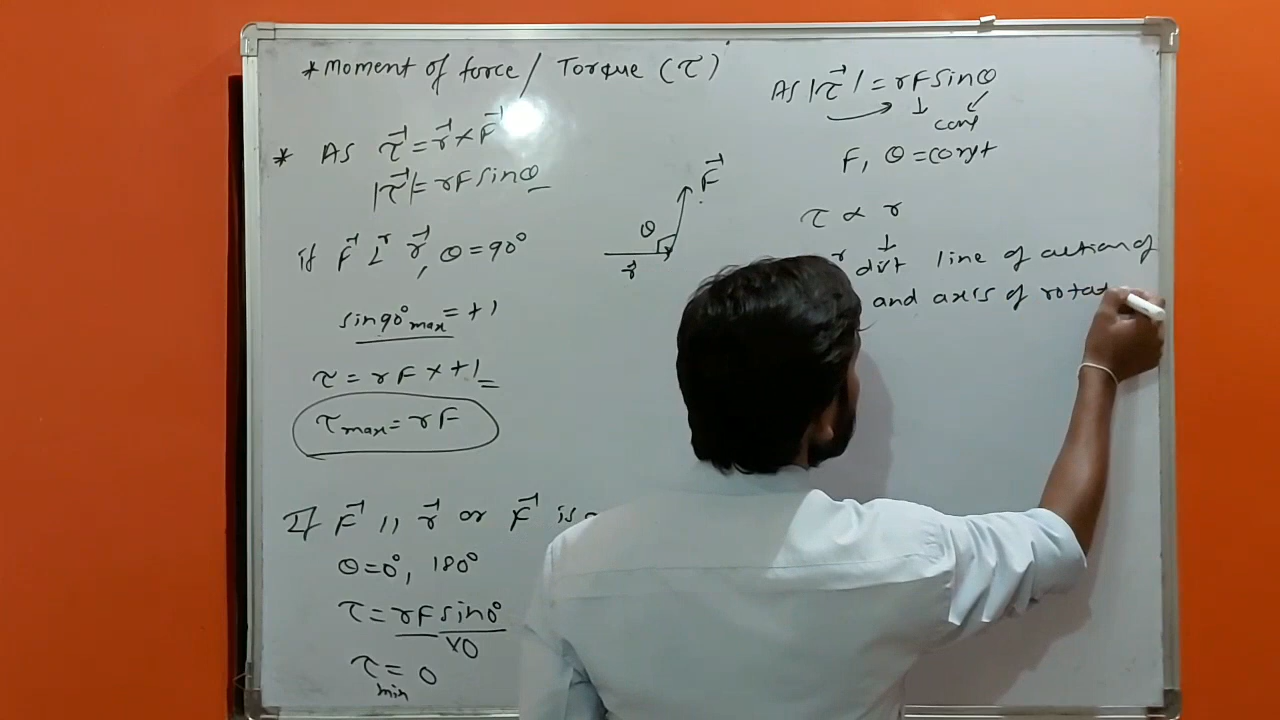 * Moment of force / Torque (τ)
* As τ⃗ = r⃗ × F⃗
|τ⃗| = rF sinθ
if F⃗ ⊥r r⃗, θ = 90°
sin90°max = +1
τ = rF × +1
τmax = rF
If F⃗ || r⃗ or F⃗ is
θ = 0°, 180°
τ = rF sin0°
×0
τmin = 0
θ
F⃗
r⃗
As |τ⃗| = rF sinθ
↓
const
F, θ = const
τ ∝ r
↓
r dist line of action of
and axis of rotat